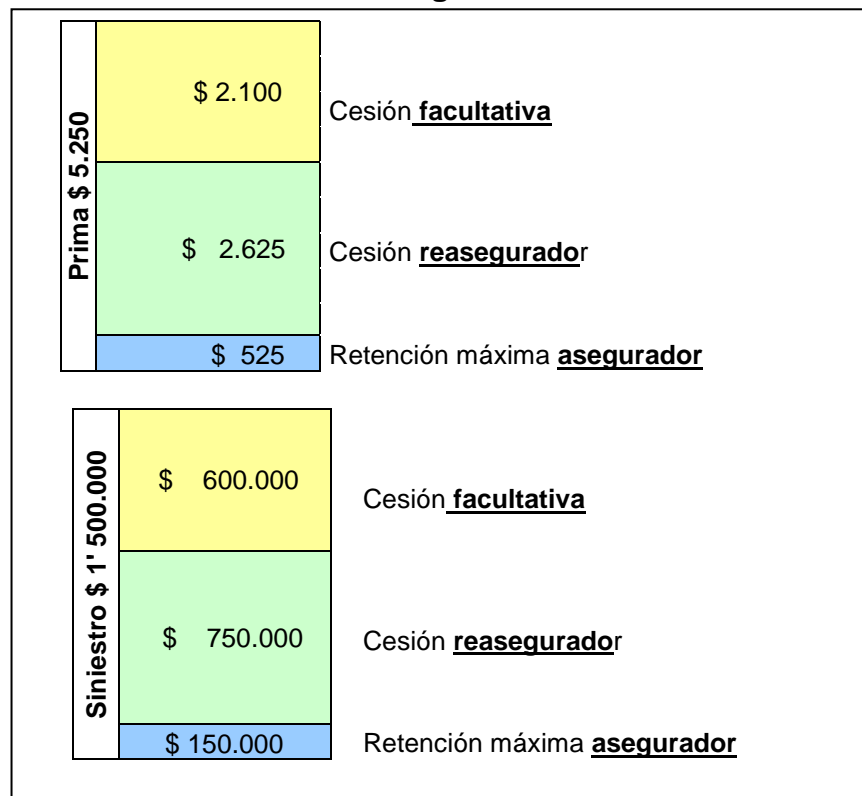 Prima $ 5.250
$ 2.100
Cesión facultativa
$ 2.625
Cesión reasegurador
$ 525
Retención máxima asegurador
Siniestro $ 1' 500.000
$ 600.000
Cesión facultativa
$ 750.000
Cesión reasegurador
$ 150.000
Retención máxima asegurador